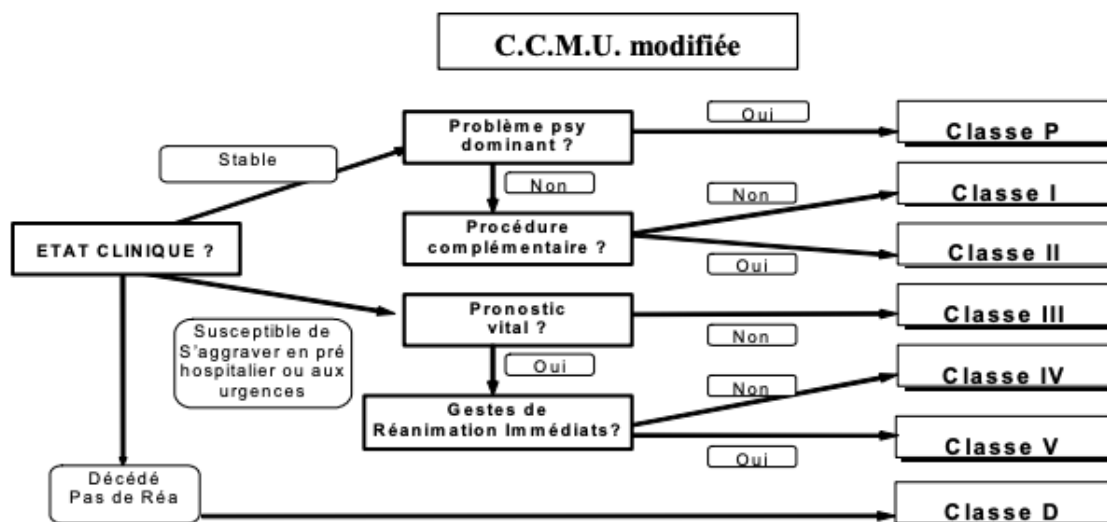 C.C.M.U. modifiée
Problème psy
dominant ?
Oui
Classe P
Stable
Non
Non
Classe I
Procédure
complémentaire ?
ETAT CLINIQUE ?
Oui
Classe II
Pronostic
vital ?
Classe III
Susceptible de
S'aggraver en pré
hospitalier ou aux
urgences
Non
Oui
Non
Classe IV
Gestes de
Réanimation Immédiats?
Oui
Classe V
Décédé
Pas de Réa
Classe D